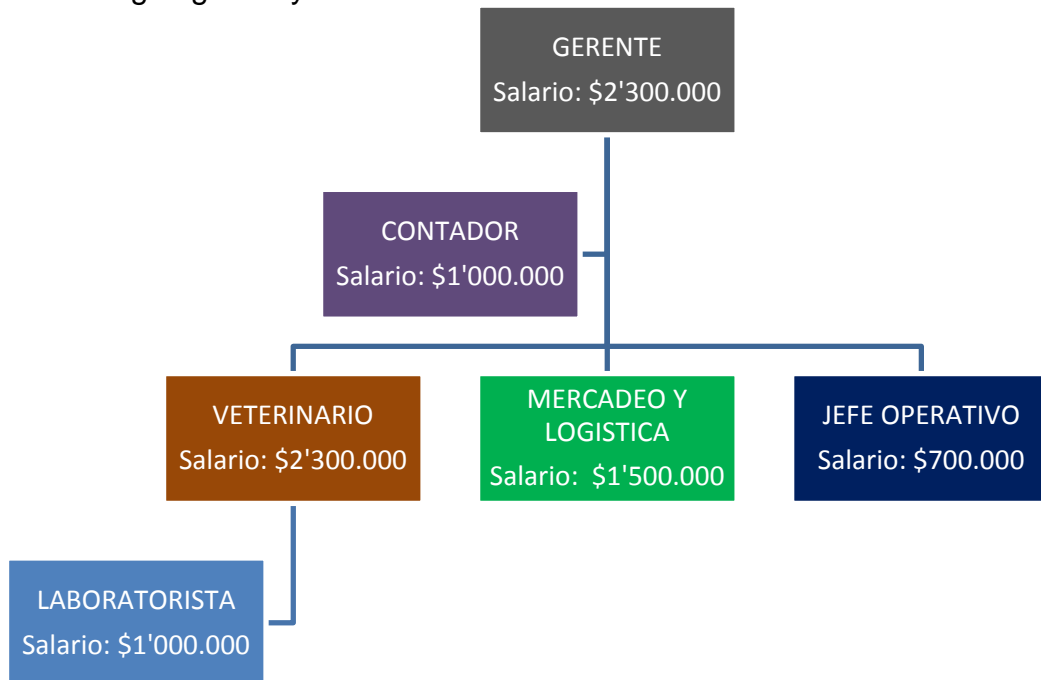 GERENTE
Salario: $2'300.000
CONTADOR
Salario: $1'000.000
VETERINARIO
Salario: $2'300.000
MERCADEO Y
LOGISTICA
Salario: $1'500.000
JEFE OPERATIVO
Salario: $700.000
LABORATORISTA
Salario: $1'000.000